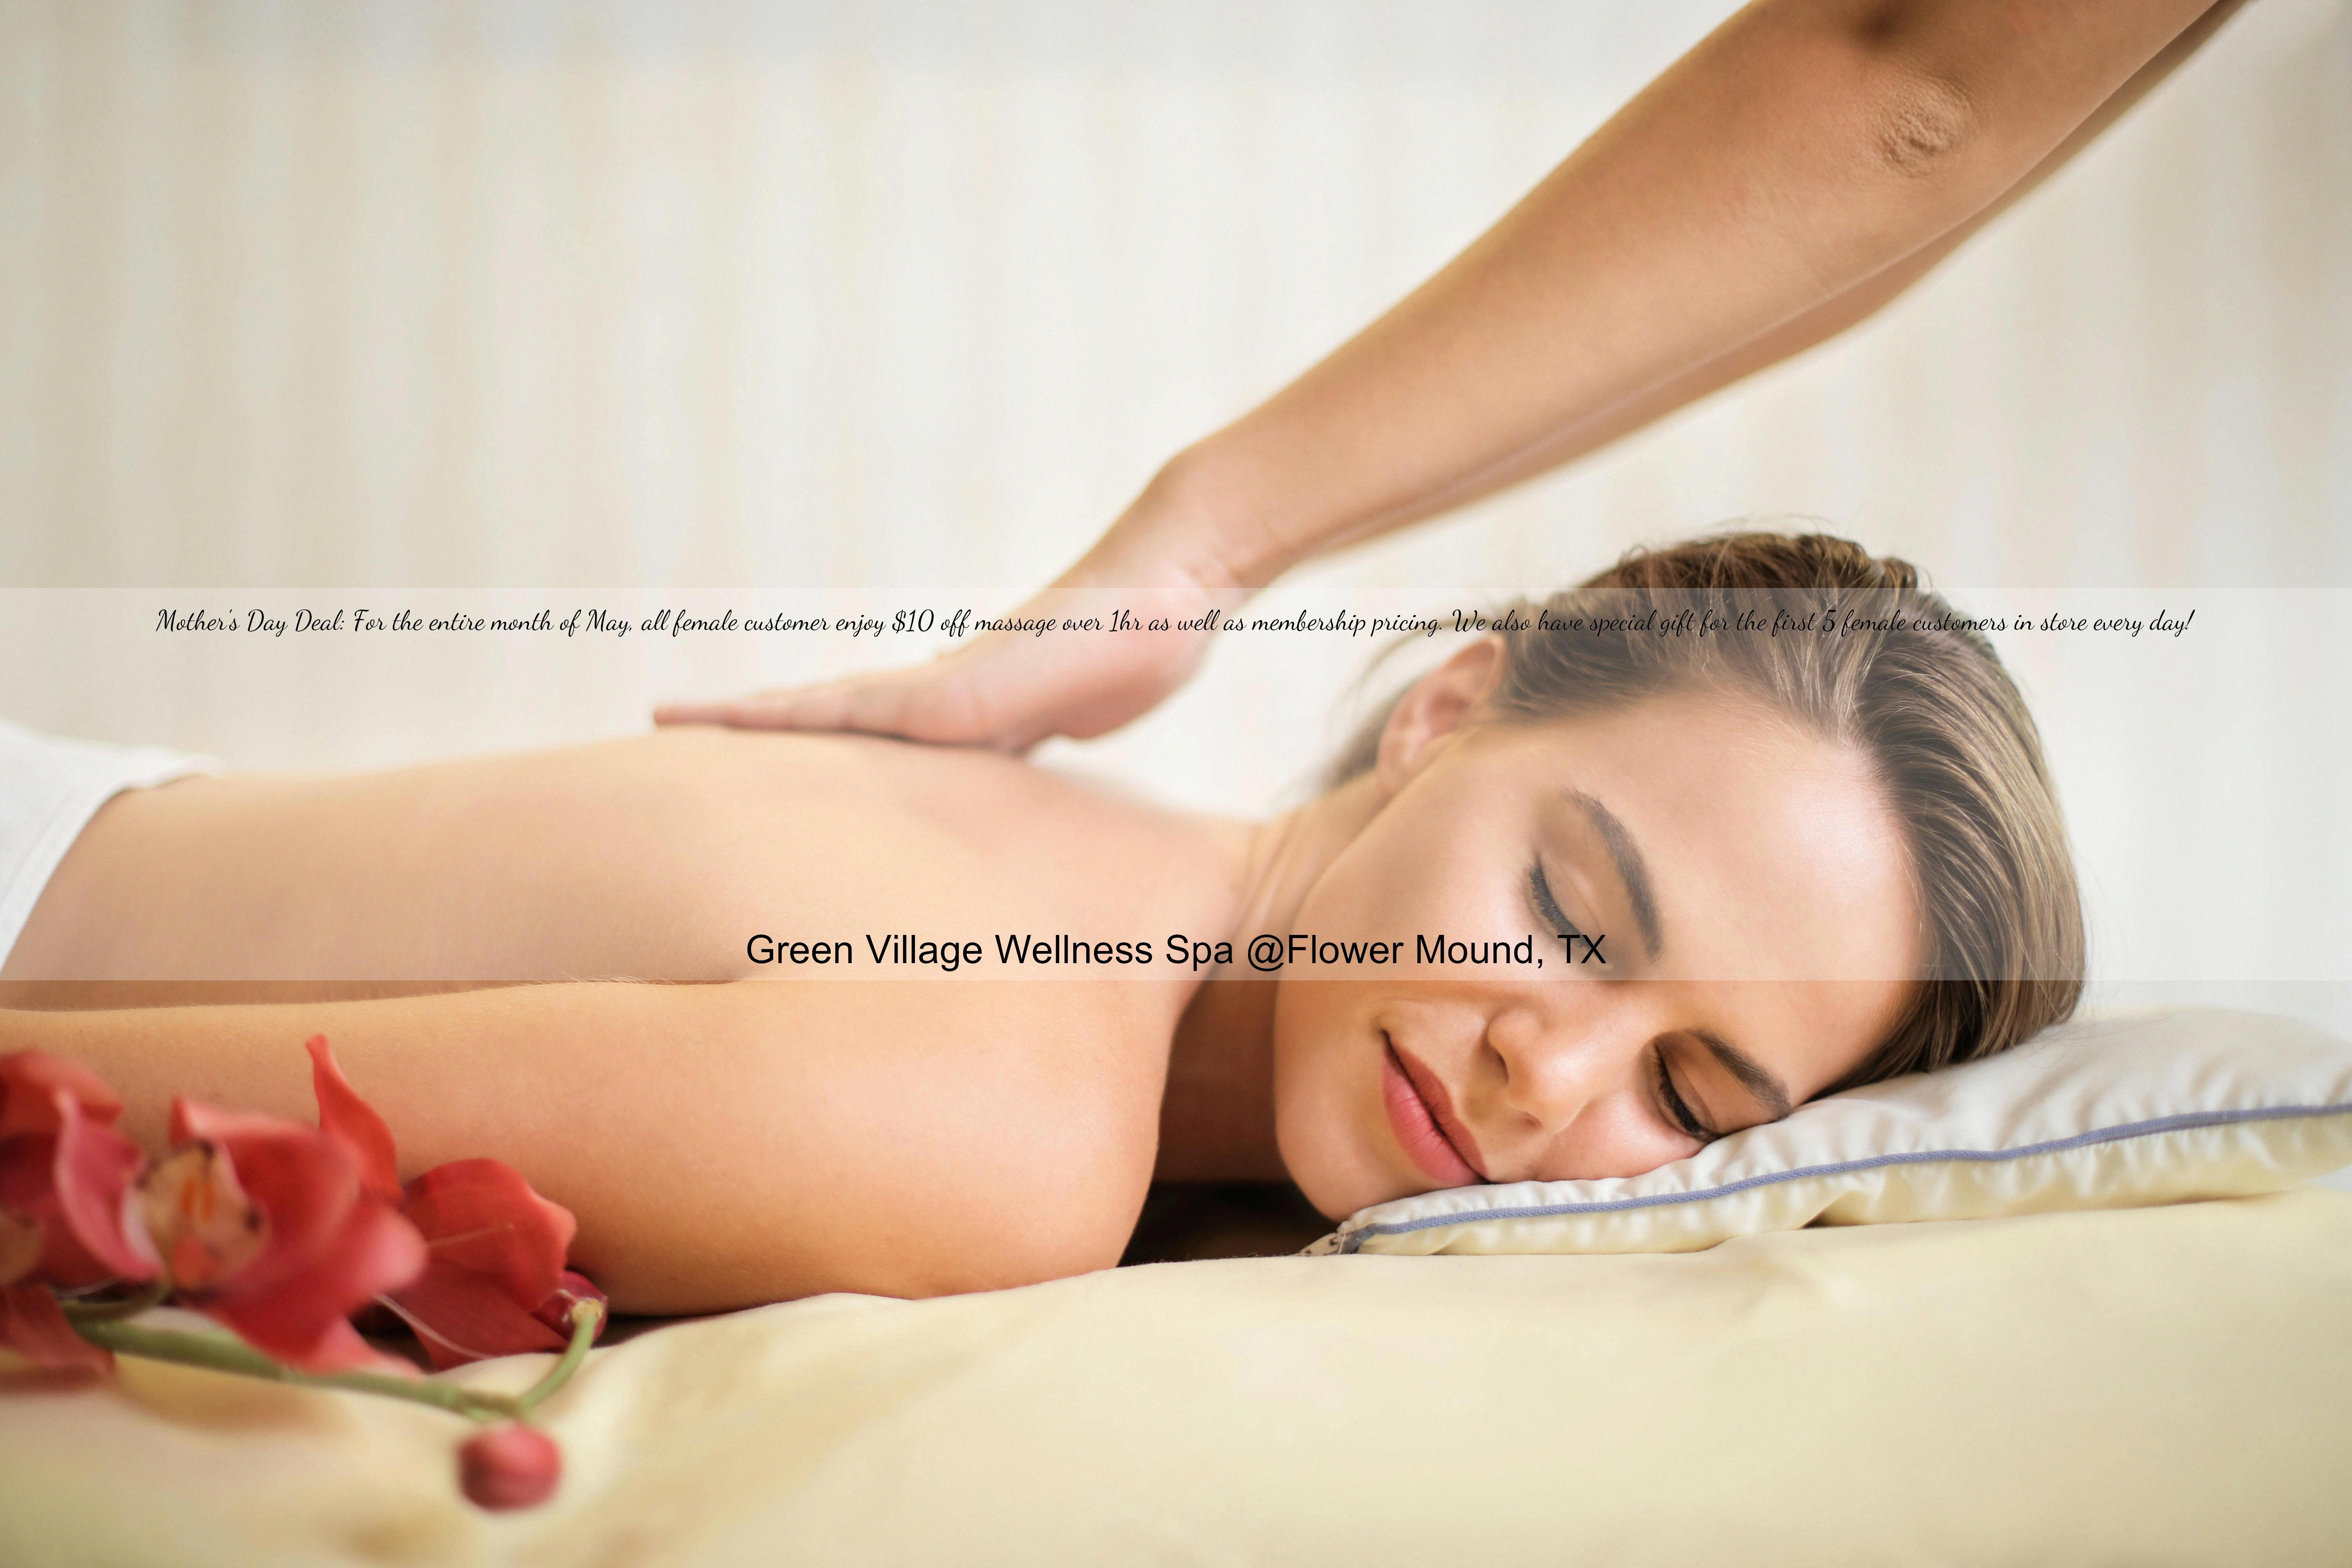 Mother's Day Deal: For the entire month of May, all female customer enjoy $10 off massage over 1hr as well as membership pricing. We also have special gift for the first 5 female customers in store every day!
Green Village Wellness Spa @Flower Mound, TX